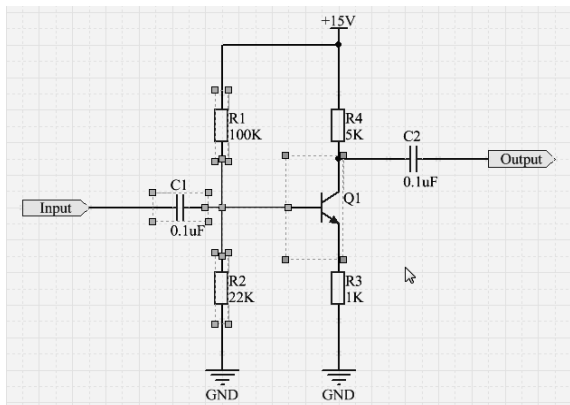 +15V
R1
100K
R4
5K
C2
0.1uF
Output
C1
0.1uF
Input
Q1
R2
22K
R3
1K
GND
GND